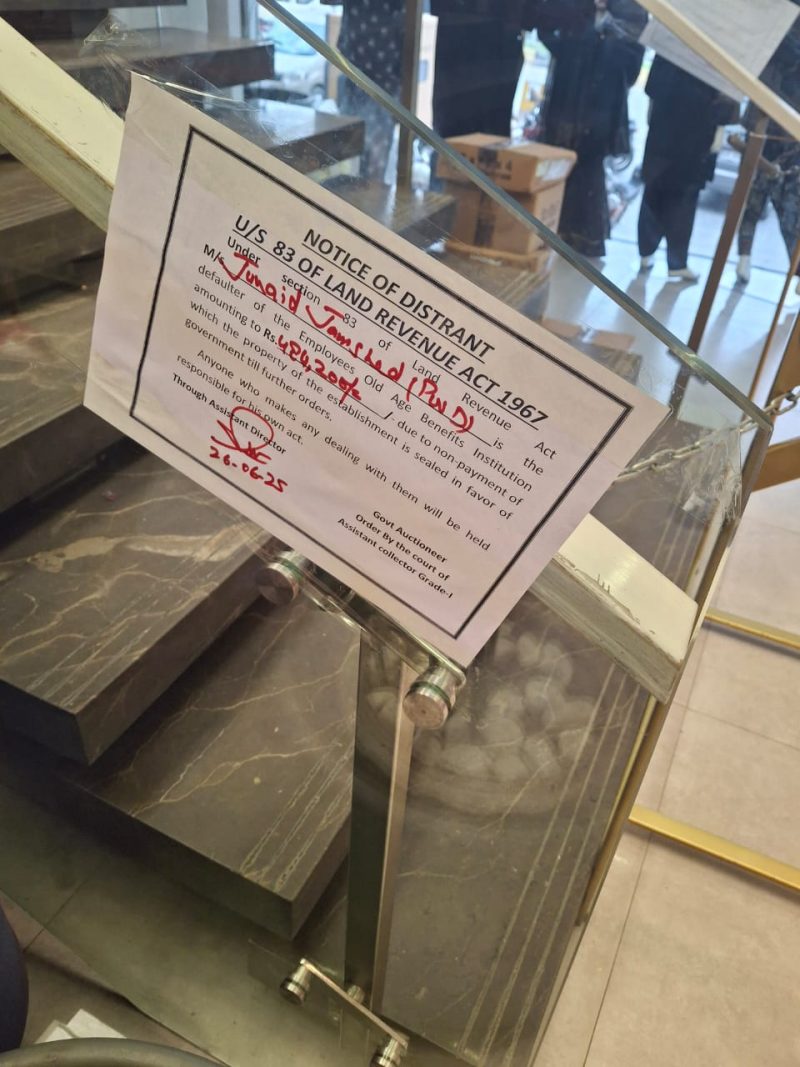 NOTICE OF DISTRANT
U/S 83 OF LAND REVENUE ACT 1967
Under section 83 of Land Revenue Act
M/s Junaid Jamshed (PWD) is the
defaulter of the Employees Old Age Benefits Institution
amounting to Rs. 484,200/- /- due to non-payment of
which the property of the establishment is sealed in favor of
government till further orders.
Anyone who makes any dealing with them will be held
responsible for his own act.
Through Assistant Director
26-06-25
Govt Auctioneer
Order By the court of
Assistant collector Grade-I